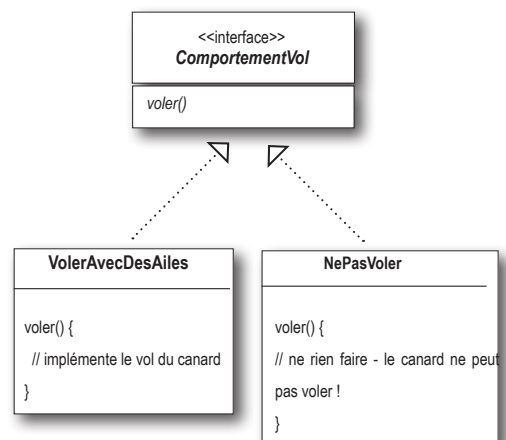 <<interface>>
ComportementVol
voler()
VolerAvecDesAiles
voler() {
// implémente le vol du canard
}
NePasVoler
voler() {
// ne rien faire - le canard ne peut
pas voler !
}